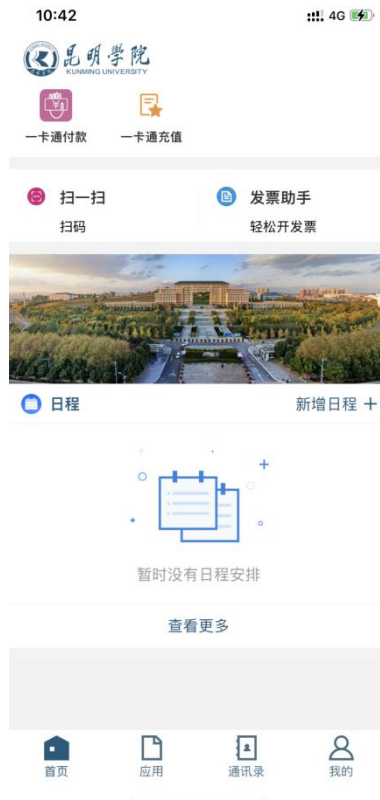 10:42 4G
昆明学院
KUNMING UNIVERSITY
一卡通付款 一卡通充值
扫一扫 发票助手
扫码 轻松开发票
日程 新增日程
暂时没有日程安排
查看更多
首页 应用 通讯录 我的